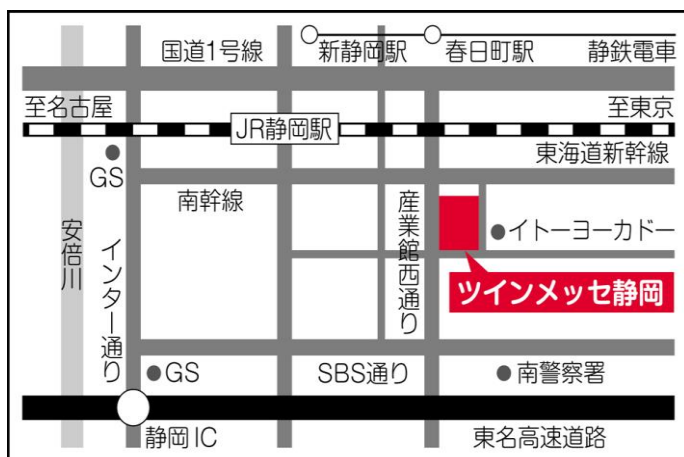 国道1号線
新静岡駅
春日町駅
静鉄電車
至名古屋
至東京
JR静岡駅
東海道新幹線
GS
南幹線
安倍川
インター通り
産業館西通り
イトーヨーカドー
ツインメッセ静岡
GS
SBS通り
南警察署
静岡IC
東名高速道路